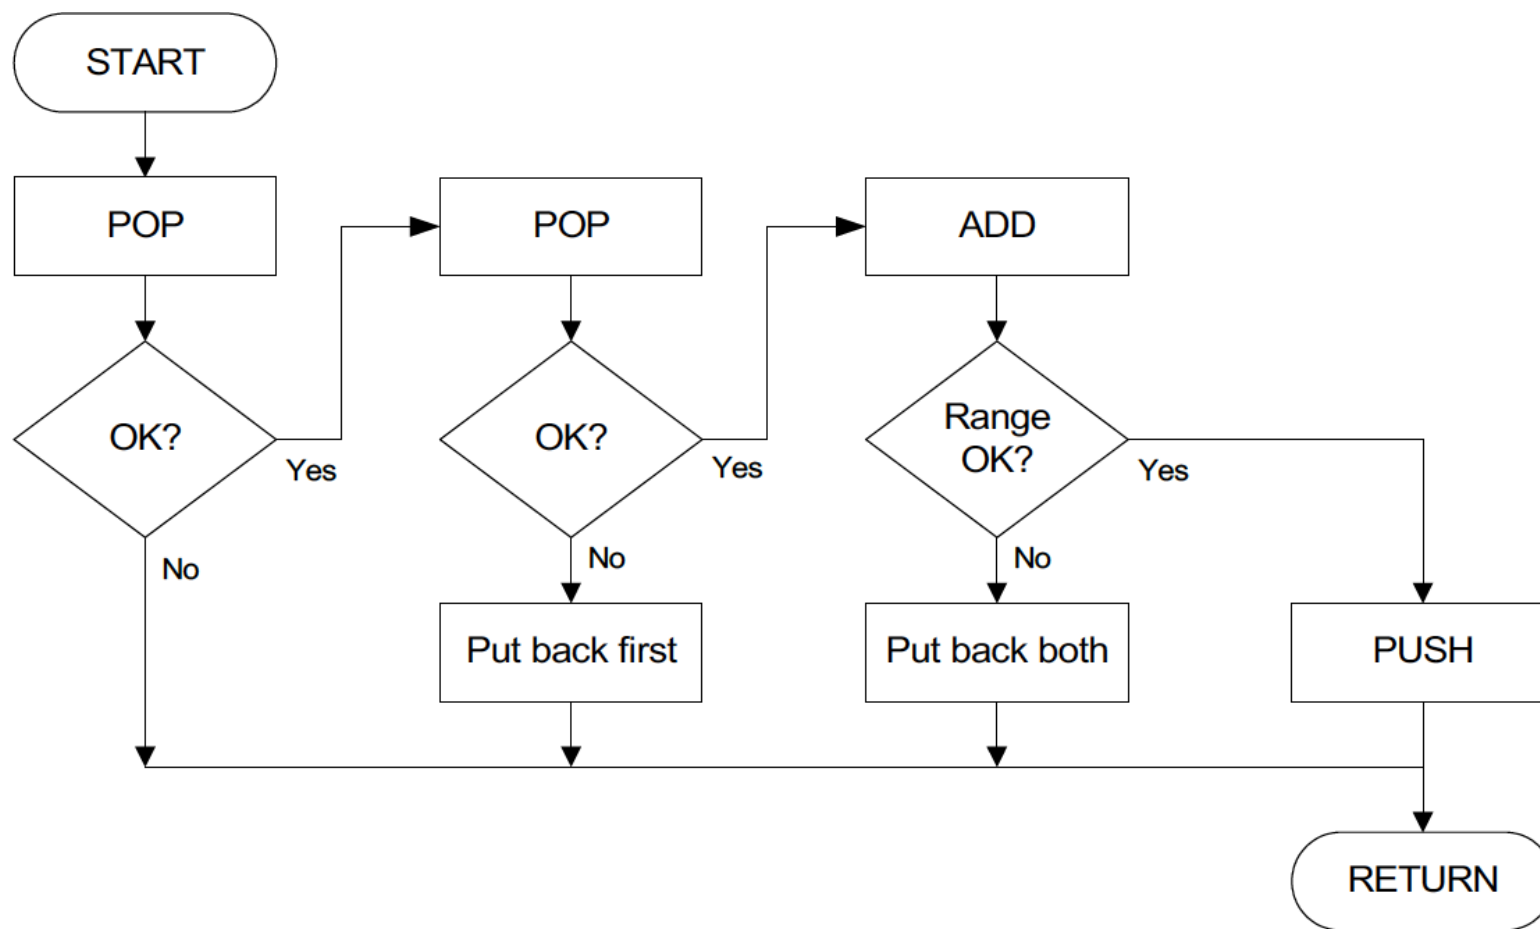 START
POP
POP
ADD
OK?
Yes
OK?
Yes
Range
OK?
Yes
No
No
No
Put back first
Put back both
PUSH
RETURN